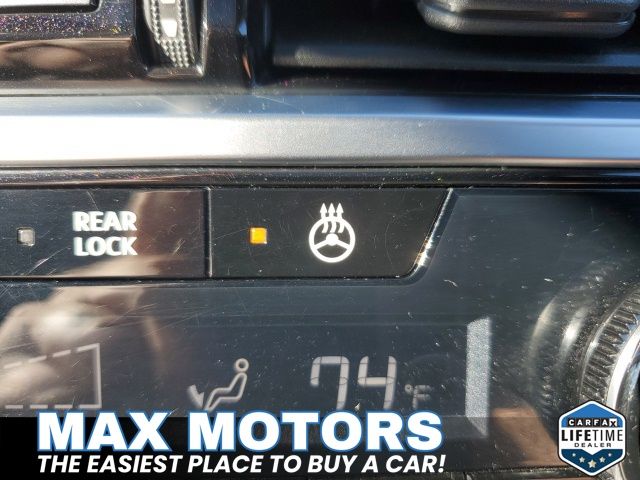 REAR
LOCK
74°F
MAX MOTORS
THE EASIEST PLACE TO BUY A CAR!
CARFAX
LIFETIME
DEALER